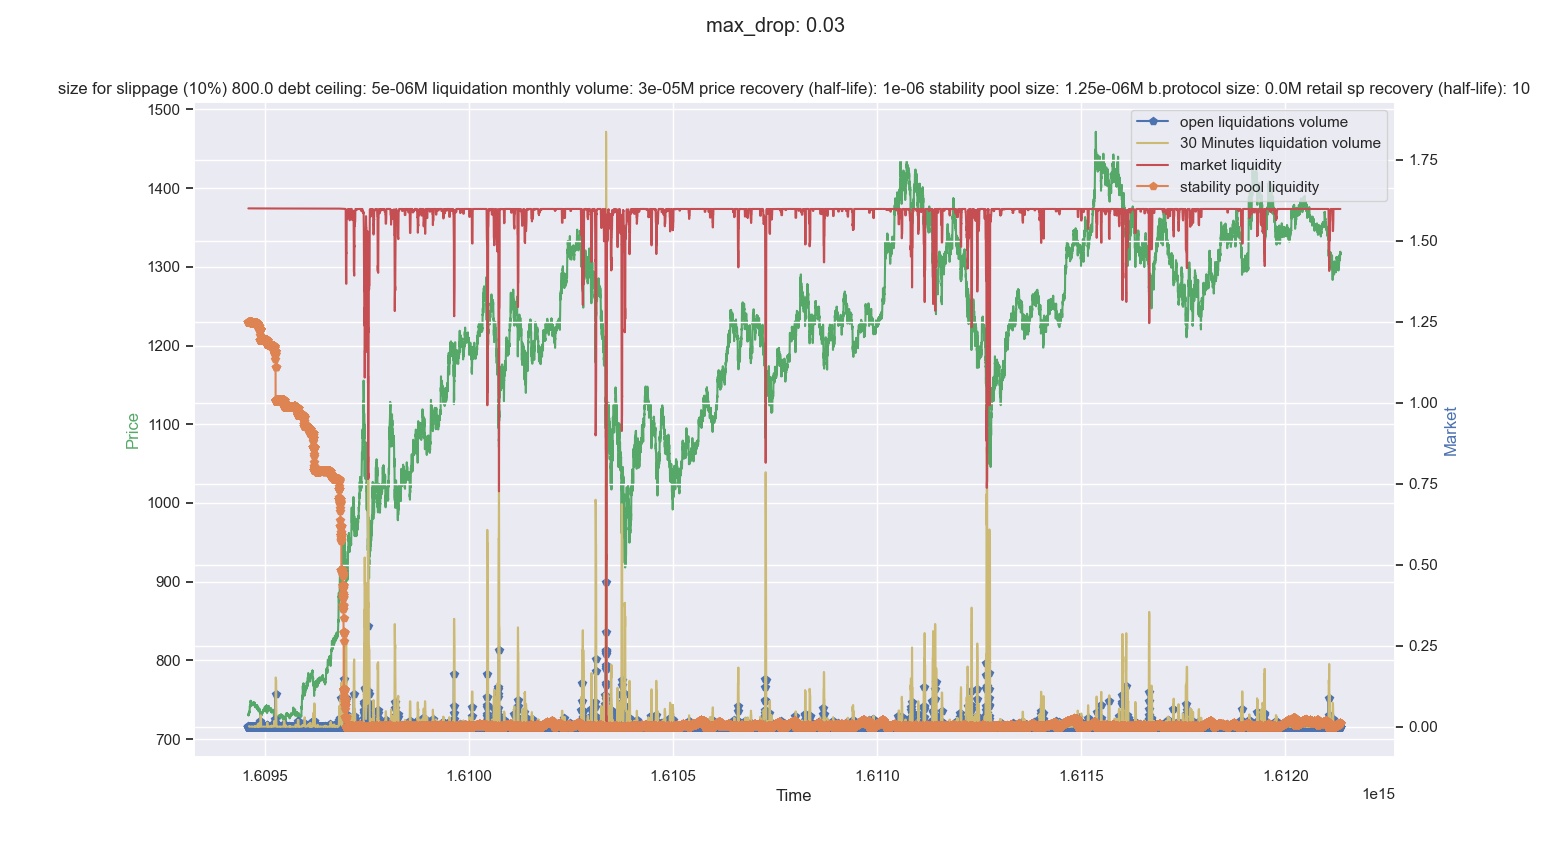 max_drop: 0.03
size for slippage (10%) 800.0 debt ceiling: 5e-06M liquidation monthly volume: 3e-05M price recovery (half-life): 1e-06 stability pool size: 1.25e-06M b.protocol size: 0.0M retail sp recovery (half-life): 10
open liquidations volume
30 Minutes liquidation volume
market liquidity
stability pool liquidity
Price
1500
1400
1300
1200
1100
1000
900
800
700
Market
1.75
1.50
1.25
1.00
0.75
0.50
0.25
0.00
1.6095 1.6100 1.6105 1.6110 1.6115 1.6120
Time
1e15